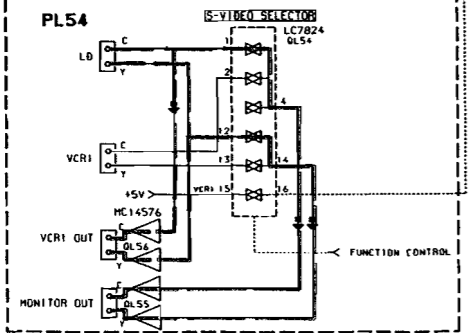 S-VIDEO SELECTOR
PL54
LC7824
QL54
C
LD
Y
1
2
4
12
C
VCR1
Y
13
14
+5V
VCR1 15
16
MC14576
C
VCR1 OUT
QL56
Y
FUNCTION CONTROL
C
MONITOR OUT
QL55
Y